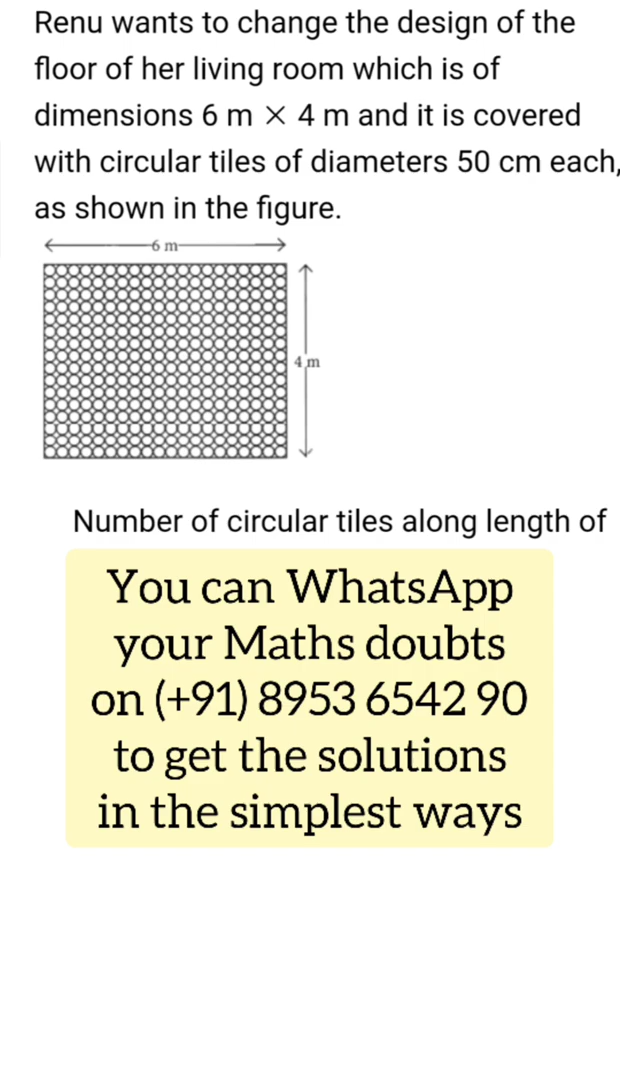 Renu wants to change the design of the
floor of her living room which is of
dimensions 6 m × 4 m and it is covered
with circular tiles of diameters 50 cm each,
as shown in the figure.
6 m
4 m
Number of circular tiles along length of
You can WhatsApp
your Maths doubts
on (+91) 8953 6542 90
to get the solutions
in the simplest ways